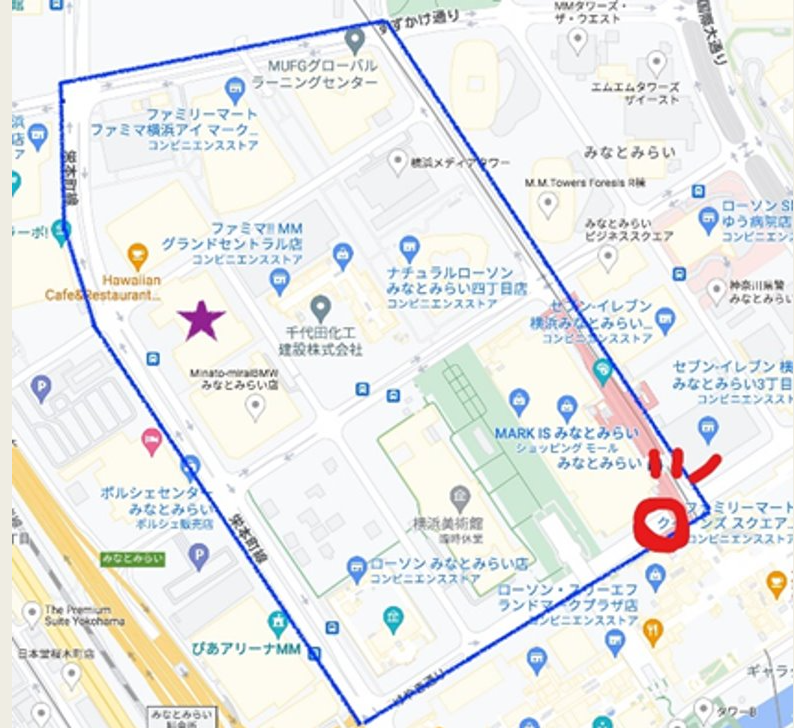 すずかけ通り
MMタワーズ・
ザ・ウエスト
国際大通り
MUFGグローバル
ラーニングセンター
エムエムタワーズ
ザイースト
ファミリーマート
ファミマ横浜アイ マーク...
コンビニエンスストア
横浜メディアタワー
みなとみらい
M.M.Towers Foresis R棟
栄本町線
ファミマ!! MM
グランドセントラル店
コンビニエンスストア
みなとみらい
ビジネススクエア
ローソン
ゆう病院店
コンビニエンス
Hawaiian
Cafe&Restaurant...
ナチュラルローソン
みなとみらい四丁目店
コンビニエンスストア
神奈川県警
みなとみらい
セブン-イレブン
横浜みなとみらい...
コンビニエンスストア
千代田化工
建設株式会社
Minato-miraiBMW
みなとみらい店
セブン-イレブン 横
みなとみらい3丁目
コンビニエンスス
P
MARK IS みなとみらい
ショッピング モール
みなとみらい
ポルシェセンター
みなとみらい
ポルシェ販売店
横浜美術館
臨時休業
ファミリーマート
クイーンズ スクエア...
コンビニエンスストア
栄本町線
みなとみらい
P
ローソン みなとみらい店
コンビニエンスストア
ローソン・スリーエフ
ランドマークプラザ店
コンビニエンスストア
The Premium
Suite Yokohama
ぴあアリーナMM
日本堂桜木町店
ギャラ
みなとみらい
タワーB